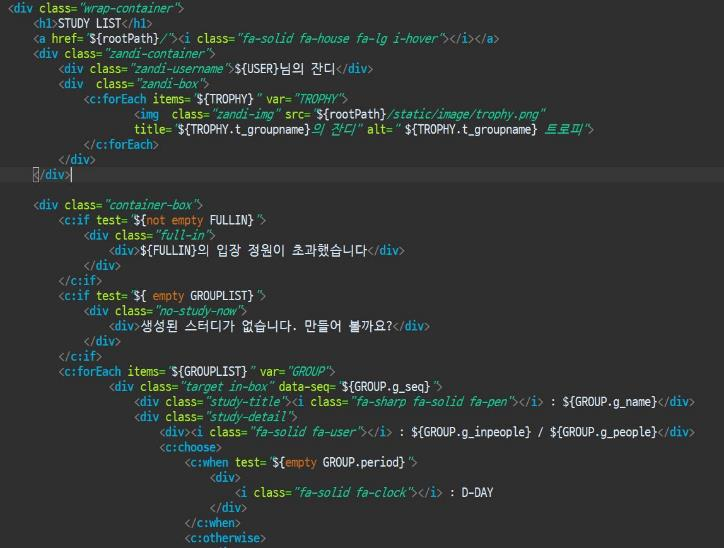 <div class="wrap-container">
<h1>STUDY LIST</h1>
<a href="${rootPath}/"><i class="fa-solid fa-house fa-lg i-hover"></i></a>
<div class="zandi-container">
<div class="zandi-username">${USER}님의 잔디</div>
<div  class="zandi-box">
<c:forEach items="${TROPHY}" var="TROPHY">
<img  class="zandi-img" src="${rootPath}/static/image/trophy.png"
title="${TROPHY.t_groupname}의 잔디" alt=" ${TROPHY.t_groupname} 트로피">
</c:forEach>
</div>
</div>
<div class="container-box">
<c:if test="${not empty FULLIN}">
<div class="full-in">
<div>${FULLIN}의 입장 정원이 초과했습니다</div>
</div>
</c:if>
<c:if test="${ empty GROUPLIST}">
<div class="no-study-now">
<div>생성된 스터디가 없습니다. 만들어 볼까요?</div>
</div>
</c:if>
<c:forEach items="${GROUPLIST}" var="GROUP">
<div class="target in-box" data-seq="${GROUP.g_seq}">
<div class="study-title"><i class="fa-sharp fa-solid fa-pen"></i> : ${GROUP.g_name}</div>
<div class="study-detail">
<div><i class="fa-solid fa-user"></i> : ${GROUP.g_inpeople} / ${GROUP.g_people}</div>
<c:choose>
<c:when test="${empty GROUP.period}">
<div>
<i class="fa-solid fa-clock"></i> : D-DAY
</div>
</c:when>
<c:otherwise>